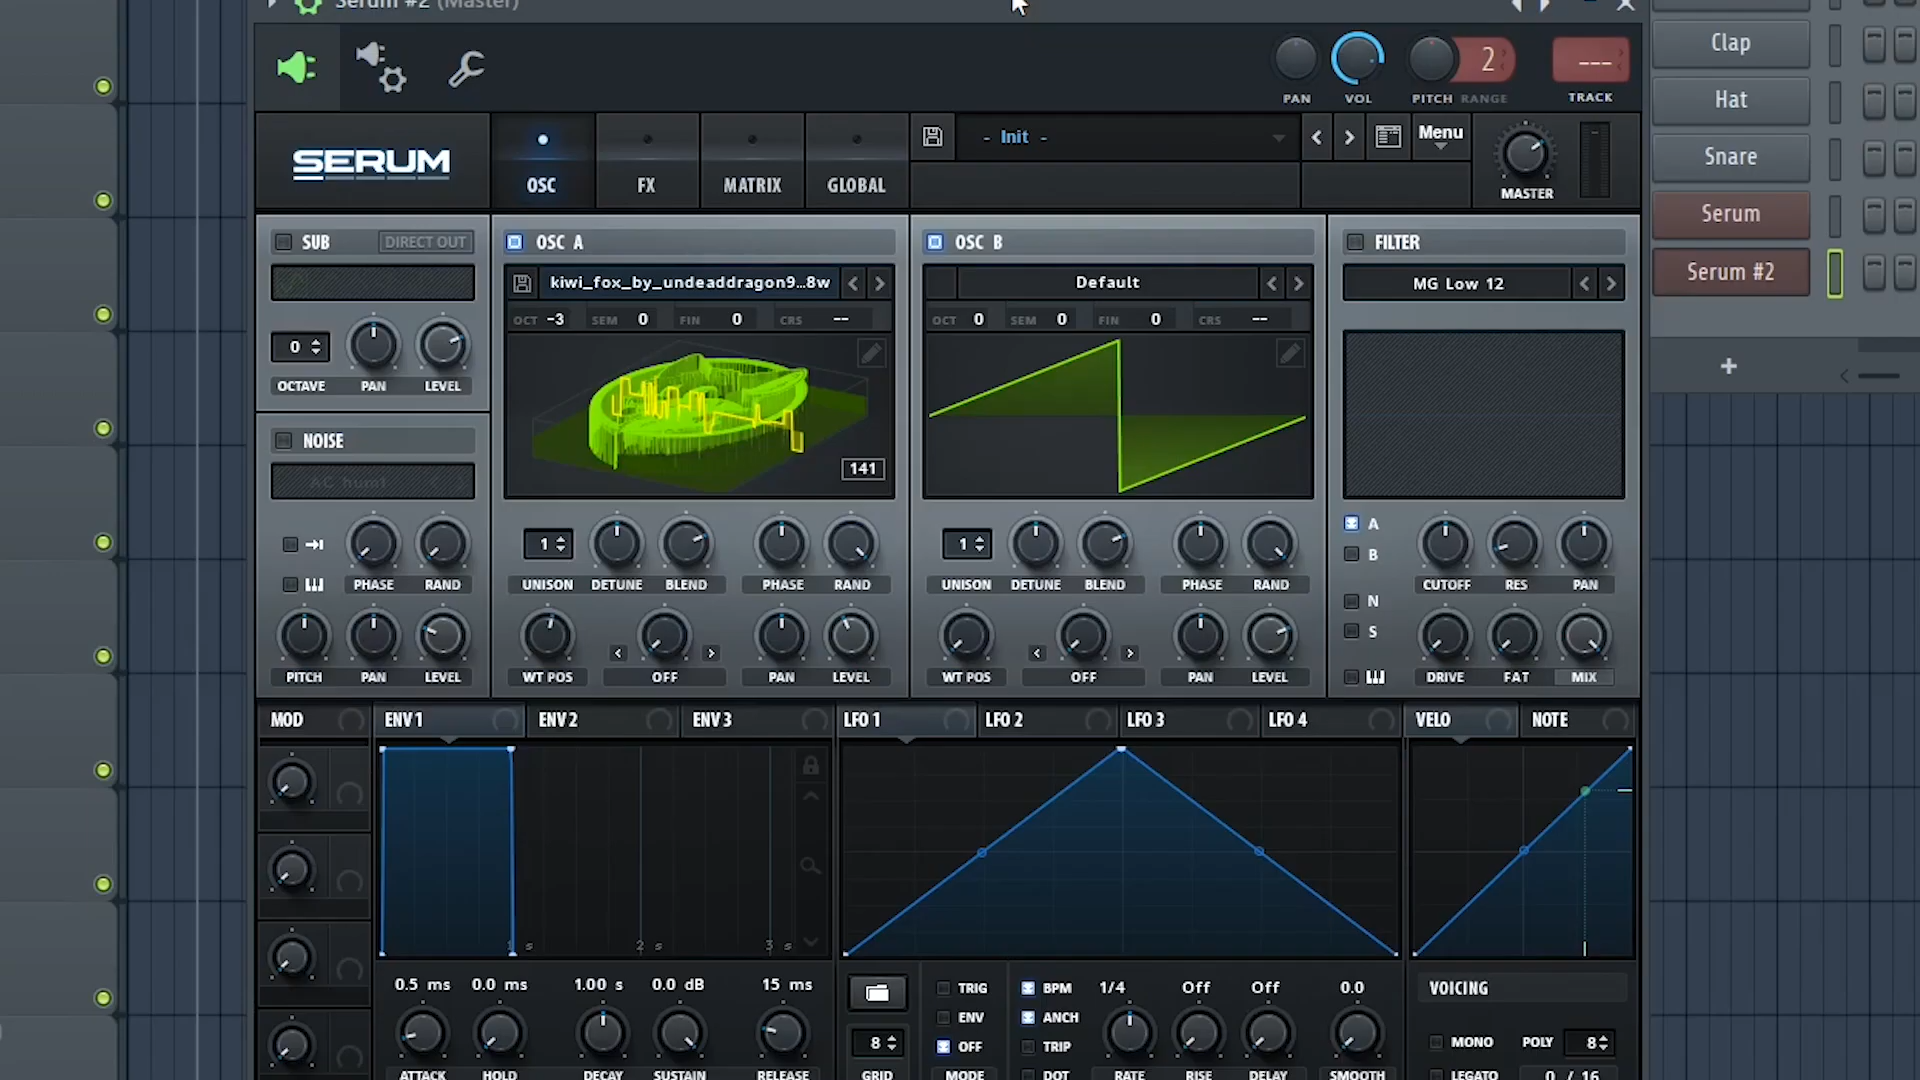 Serum #2 (Master)
PAN VOL PITCH RANGE 2 --- TRACK
Clap
Hat
Snare
Serum
Serum #2
+
SERUM
OSC FX MATRIX GLOBAL
- Init -
Menu
MASTER
SUB DIRECT OUT
0
OCTAVE PAN LEVEL
NOISE
AC hum1
PHASE RAND
PITCH PAN LEVEL
OSC A
kiwi_fox_by_undeaddragon9...8w
OCT -3 SEM 0 FIN 0 CRS --
141
1
UNISON DETUNE BLEND PHASE RAND
WT POS OFF PAN LEVEL
OSC B
Default
OCT 0 SEM 0 FIN 0 CRS --
1
UNISON DETUNE BLEND PHASE RAND
WT POS OFF PAN LEVEL
FILTER
MG Low 12
A
B
N
S
CUTOFF RES PAN
DRIVE FAT MIX
MOD ENV 1 ENV 2 ENV 3 LFO 1 LFO 2 LFO 3 LFO 4 VELO NOTE
1 s 2 s 3 s
0.5 ms 0.0 ms 1.00 s 0.0 dB 15 ms
ATTACK HOLD DECAY SUSTAIN RELEASE
8
GRID
TRIG
ENV
OFF
MODE
BPM
ANCH
TRIP
DOT
1/4 Off Off 0.0
RATE RISE DELAY SMOOTH
VOICING
MONO POLY 8
LEGATO 0 / 16